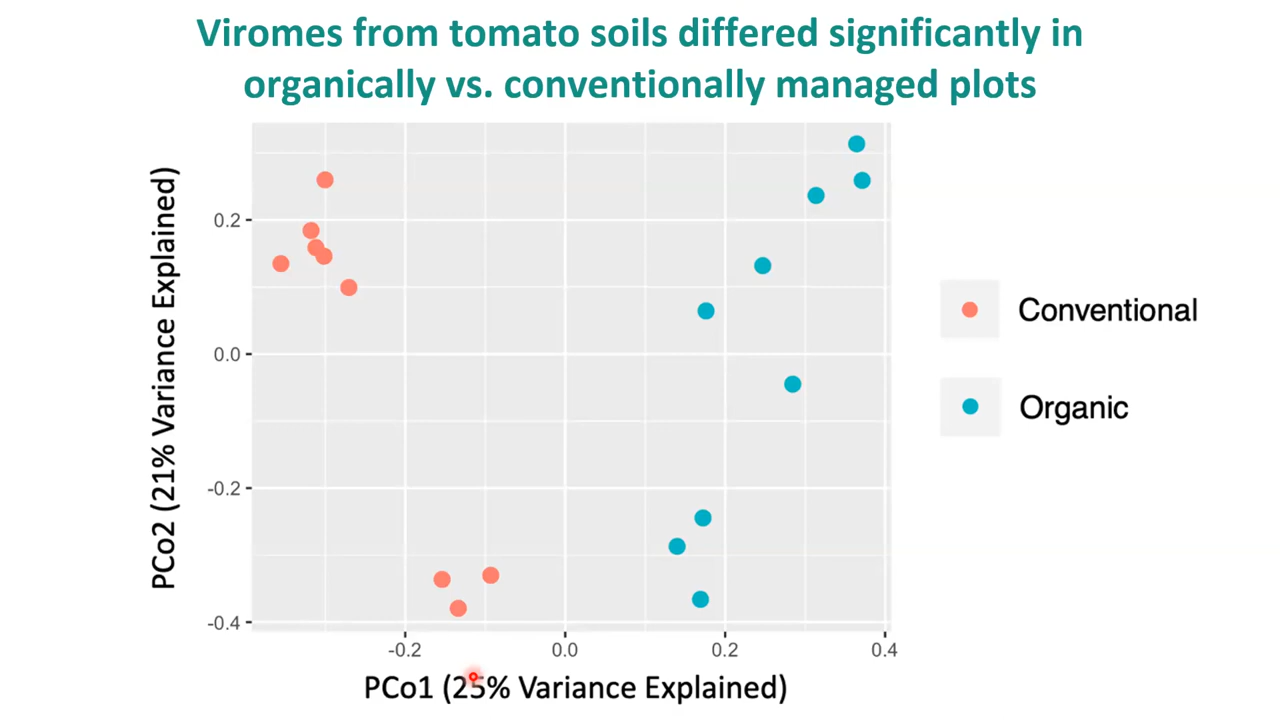 Viromes from tomato soils differed significantly in
organically vs. conventionally managed plots
PCo2 (21% Variance Explained)
0.2
0.0
-0.2
-0.4
-0.2
0.0
0.2
0.4
PCo1 (25% Variance Explained)
Conventional
Organic